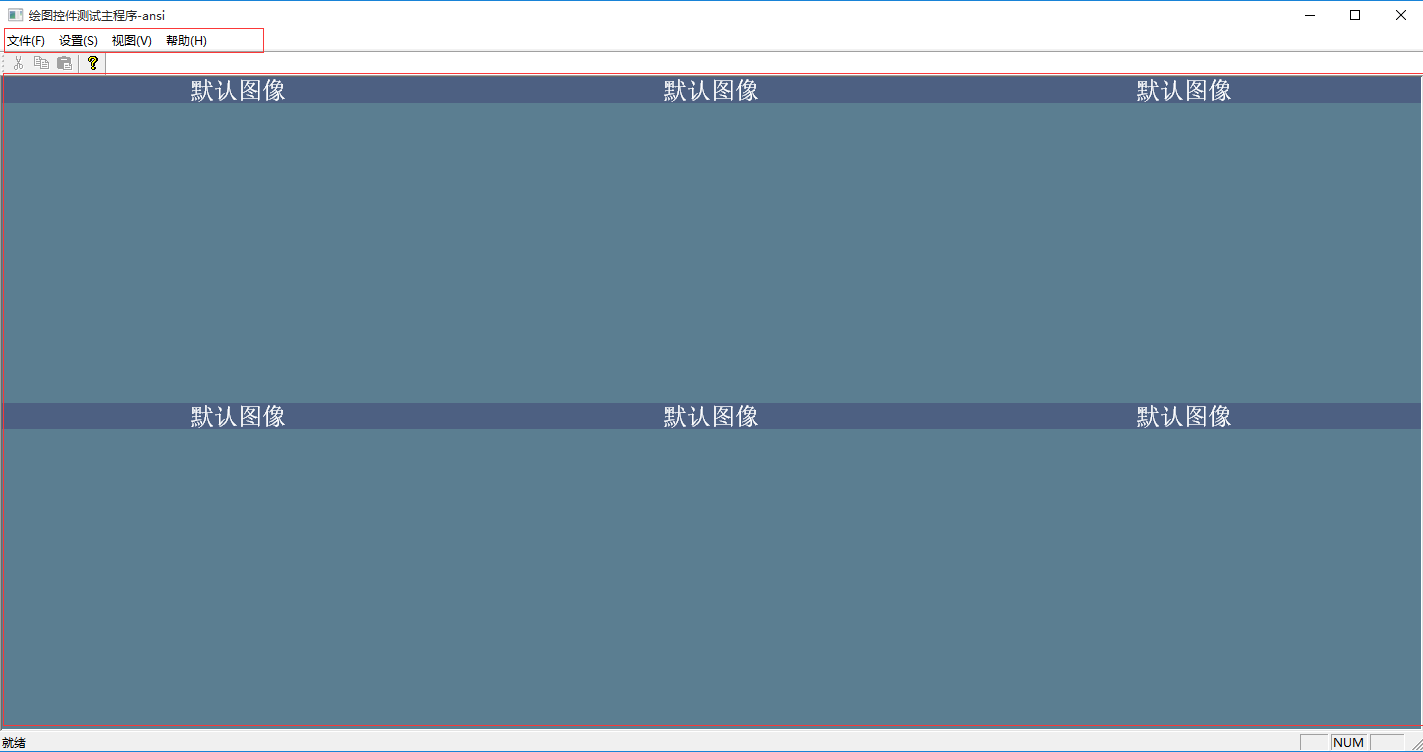 绘图控件测试主程序-ansi
文件(F) 设置(S) 视图(V) 帮助(H)
?
默认图像 默认图像 默认图像
默认图像 默认图像 默认图像
就绪 NUM